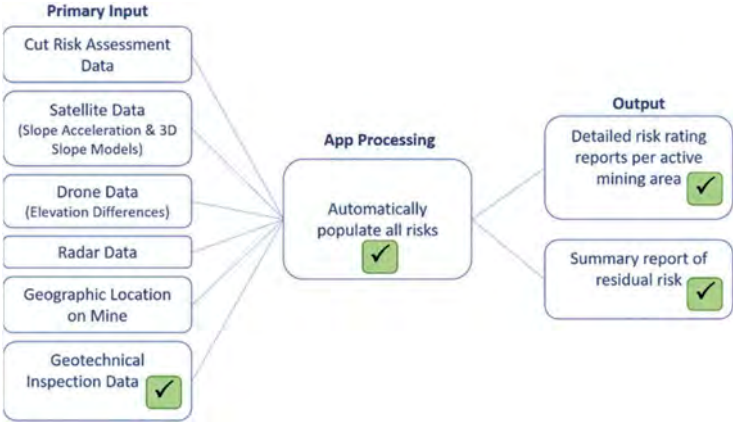 Primary Input
Cut Risk Assessment
Data
Satellite Data
(Slope Acceleration & 3D
Slope Models)
Drone Data
(Elevation Differences)
Radar Data
Geographic Location
on Mine
Geotechnical
Inspection Data
App Processing
Automatically
populate all risks
Output
Detailed risk rating
reports per active
mining area
Summary report of
residual risk